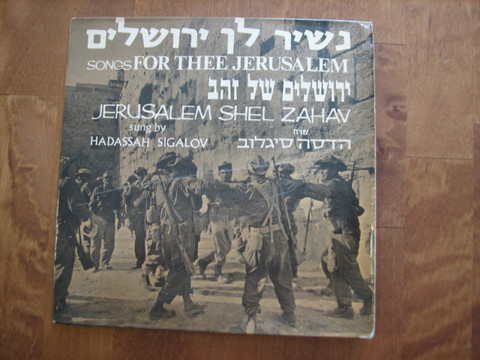 נשיר לך ירושלים
SONGS FOR THEE JERUSALEM
ירושלים של זהב
JERUSALEM SHEL ZAHAV
sung by שרה
HADASSAH SIGALOV הדסה סיגלוב